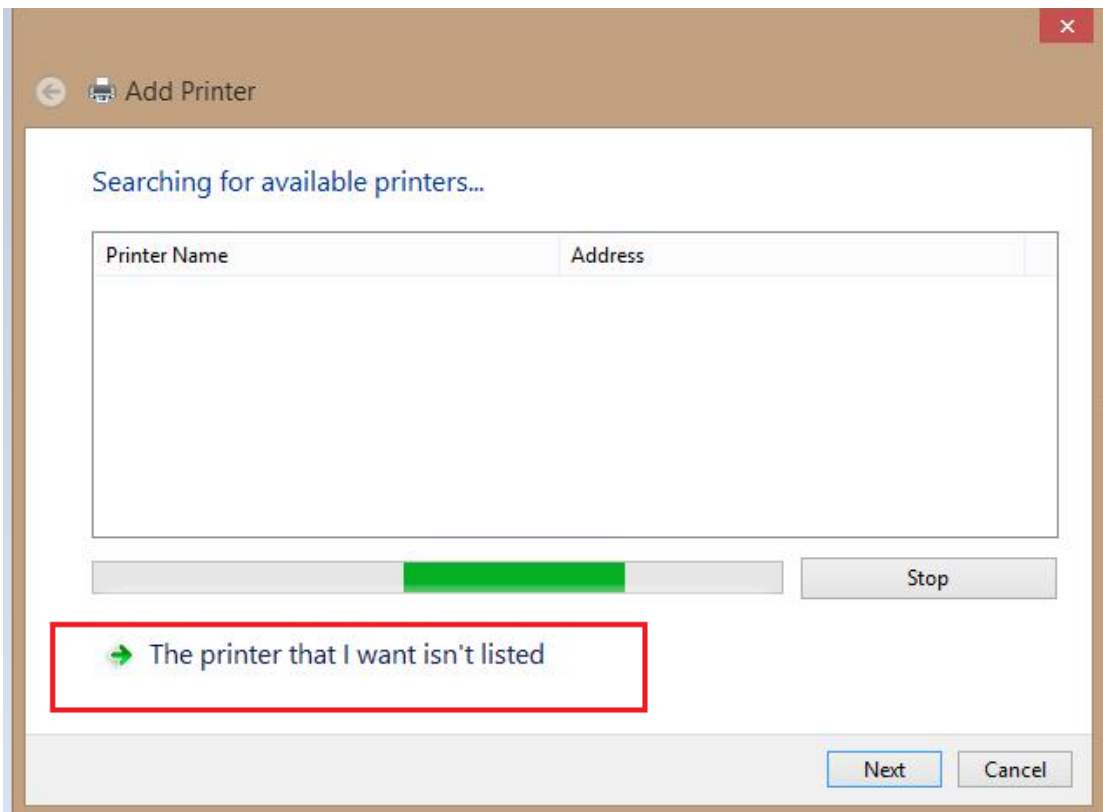 Add Printer
Searching for available printers...
Printer Name Address
Stop
The printer that I want isn't listed
Next Cancel